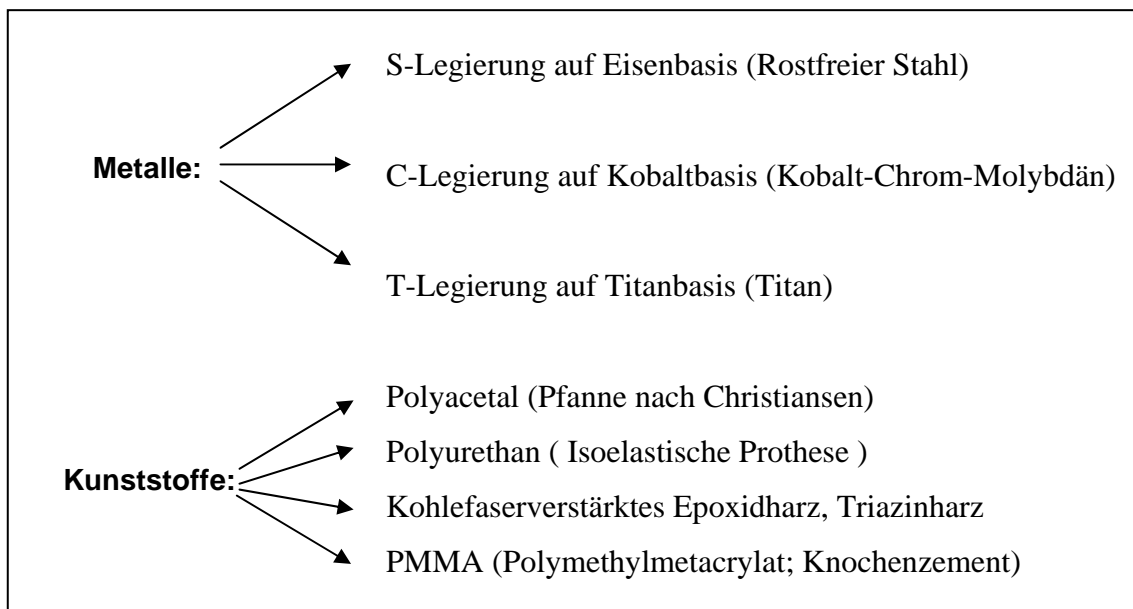 S-Legierung auf Eisenbasis (Rostfreier Stahl)
Metalle:
C-Legierung auf Kobaltbasis (Kobalt-Chrom-Molybdän)
T-Legierung auf Titanbasis (Titan)
Polyacetal (Pfanne nach Christiansen)
Polyurethan ( Isoelastische Prothese )
Kunststoffe:
Kohlefaserverstärktes Epoxidharz, Triazinharz
PMMA (Polymethylmetacrylat; Knochenzement)